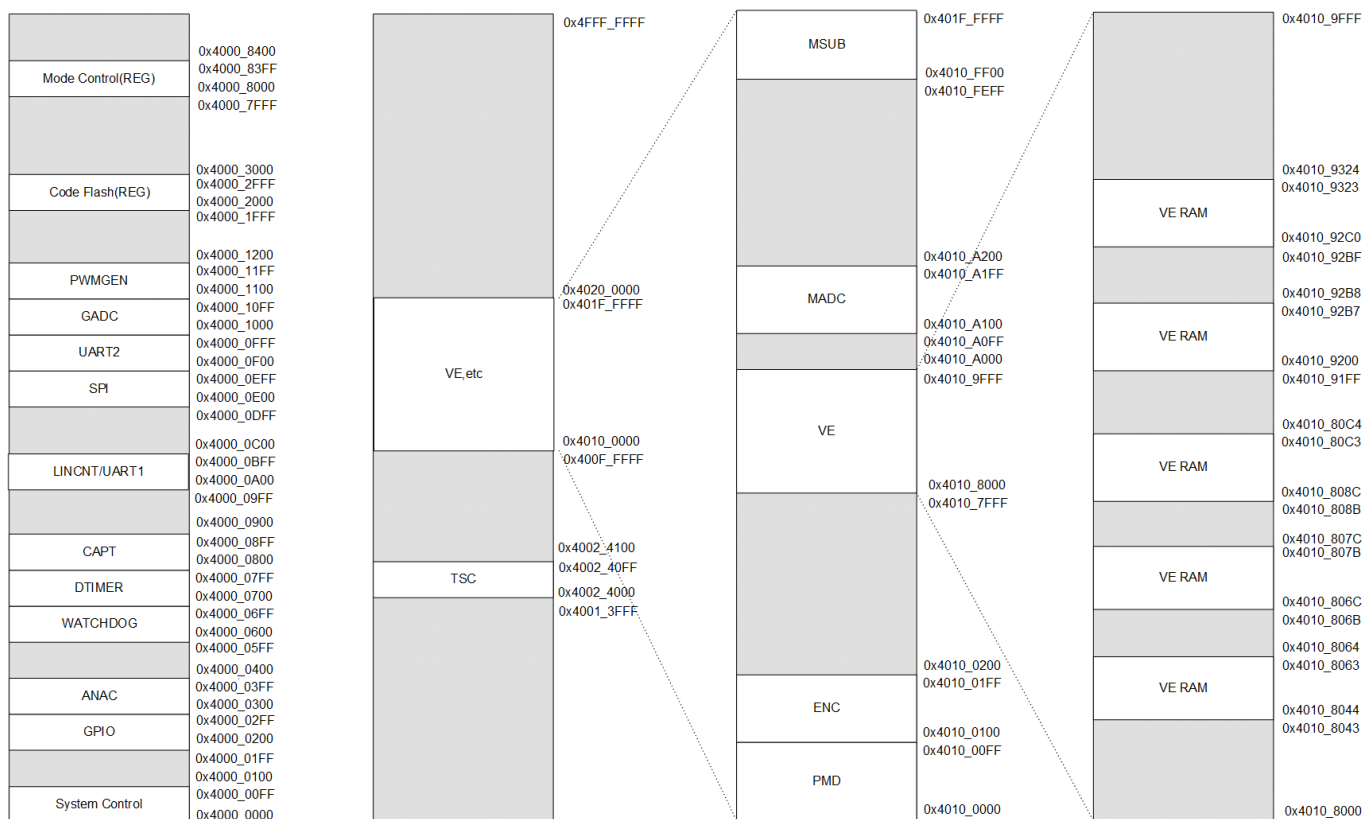 0x4000_8400
Mode Control(REG)
0x4000_83FF
0x4000_8000
0x4000_7FFF
0x4000_3000
Code Flash(REG)
0x4000_2FFF
0x4000_2000
0x4000_1FFF
0x4000_1200
PWMGEN
0x4000_11FF
0x4000_1100
GADC
0x4000_10FF
0x4000_1000
UART2
0x4000_0FFF
0x4000_0F00
SPI
0x4000_0EFF
0x4000_0E00
0x4000_0DFF
0x4000_0C00
LINCNT/UART1
0x4000_0BFF
0x4000_0A00
0x4000_09FF
0x4000_0900
CAPT
0x4000_08FF
0x4000_0800
DTIMER
0x4000_07FF
0x4000_0700
WATCHDOG
0x4000_06FF
0x4000_0600
0x4000_05FF
0x4000_0400
ANAC
0x4000_03FF
0x4000_0300
GPIO
0x4000_02FF
0x4000_0200
0x4000_01FF
0x4000_0100
System Control
0x4000_00FF
0x4000_0000
0x4FFF_FFFF
0x4020_0000
0x401F_FFFF
VE,etc
0x4010_0000
0x400F_FFFF
0x4002_4100
0x4002_40FF
TSC
0x4002_4000
0x4001_3FFF
0x401F_FFFF
MSUB
0x4010_FF00
0x4010_FEFF
0x4010_A200
0x4010_A1FF
MADC
0x4010_A100
0x4010_A0FF
0x4010_A000
0x4010_9FFF
VE
0x4010_8000
0x4010_7FFF
0x4010_0200
0x4010_01FF
ENC
0x4010_0100
0x4010_00FF
PMD
0x4010_0000
0x4010_9FFF
0x4010_9324
0x4010_9323
VE RAM
0x4010_92C0
0x4010_92BF
0x4010_92B8
0x4010_92B7
VE RAM
0x4010_9200
0x4010_91FF
0x4010_80C4
0x4010_80C3
VE RAM
0x4010_808C
0x4010_808B
0x4010_807C
0x4010_807B
VE RAM
0x4010_806C
0x4010_806B
0x4010_8064
0x4010_8063
VE RAM
0x4010_8044
0x4010_8043
0x4010_8000